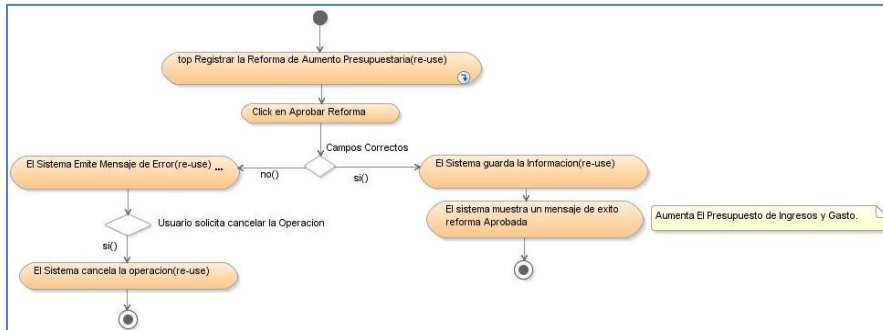 top Registrar la Reforma de Aumento Presupuestaria(re-use)
Click en Aprobar Reforma
Campos Correctos
El Sistema Emite Mensaje de Error(re-use) ...
no()
si()
El Sistema guarda la Informacion(re-use)
El sistema muestra un mensaje de exito
reforma Aprobada
Aumenta El Presupuesto de Ingresos y Gasto.
Usuario solicita cancelar la Operacion
si()
El Sistema cancela la operacion(re-use)